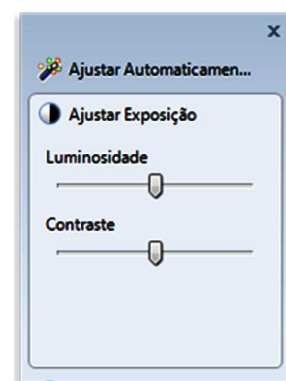 x
Ajustar Automaticamen...
Ajustar Exposição
Luminosidade
Contraste